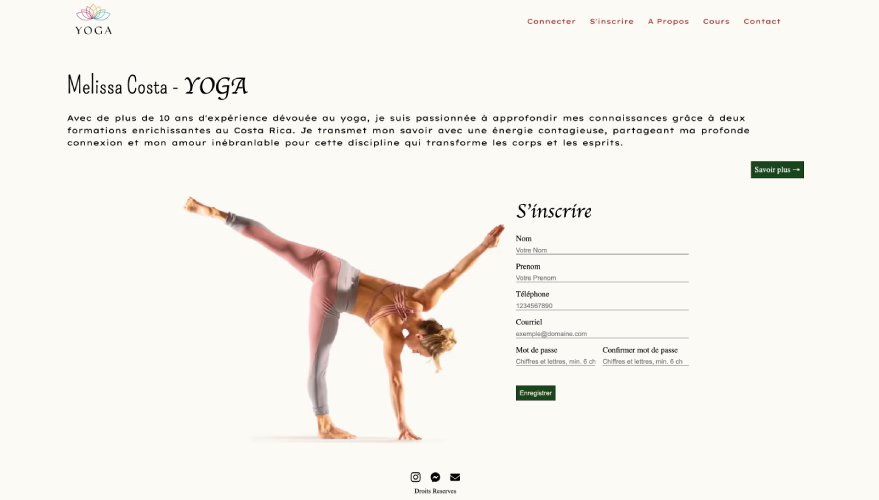 YOGA
Connecter S'inscrire A Propos Cours Contact
Melissa Costa - YOGA
Avec de plus de 10 ans d'expérience dévouée au yoga, je suis passionnée à approfondir mes connaissances grâce à deux
formations enrichissantes au Costa Rica. Je transmet mon savoir avec une énergie contagieuse, partageant ma profonde
connexion et mon amour inébranlable pour cette discipline qui transforme les corps et les esprits.
Savoir plus →
S'inscrire
Nom
Votre Nom
Prenom
Votre Prenom
Téléphone
1234567890
Courriel
exemple@domaine.com
Mot de passe Confirmer mot de passe
Chiffres et lettres, min. 6 ch Chiffres et lettres, min. 6 ch
Enregistrer
Droits Reserves